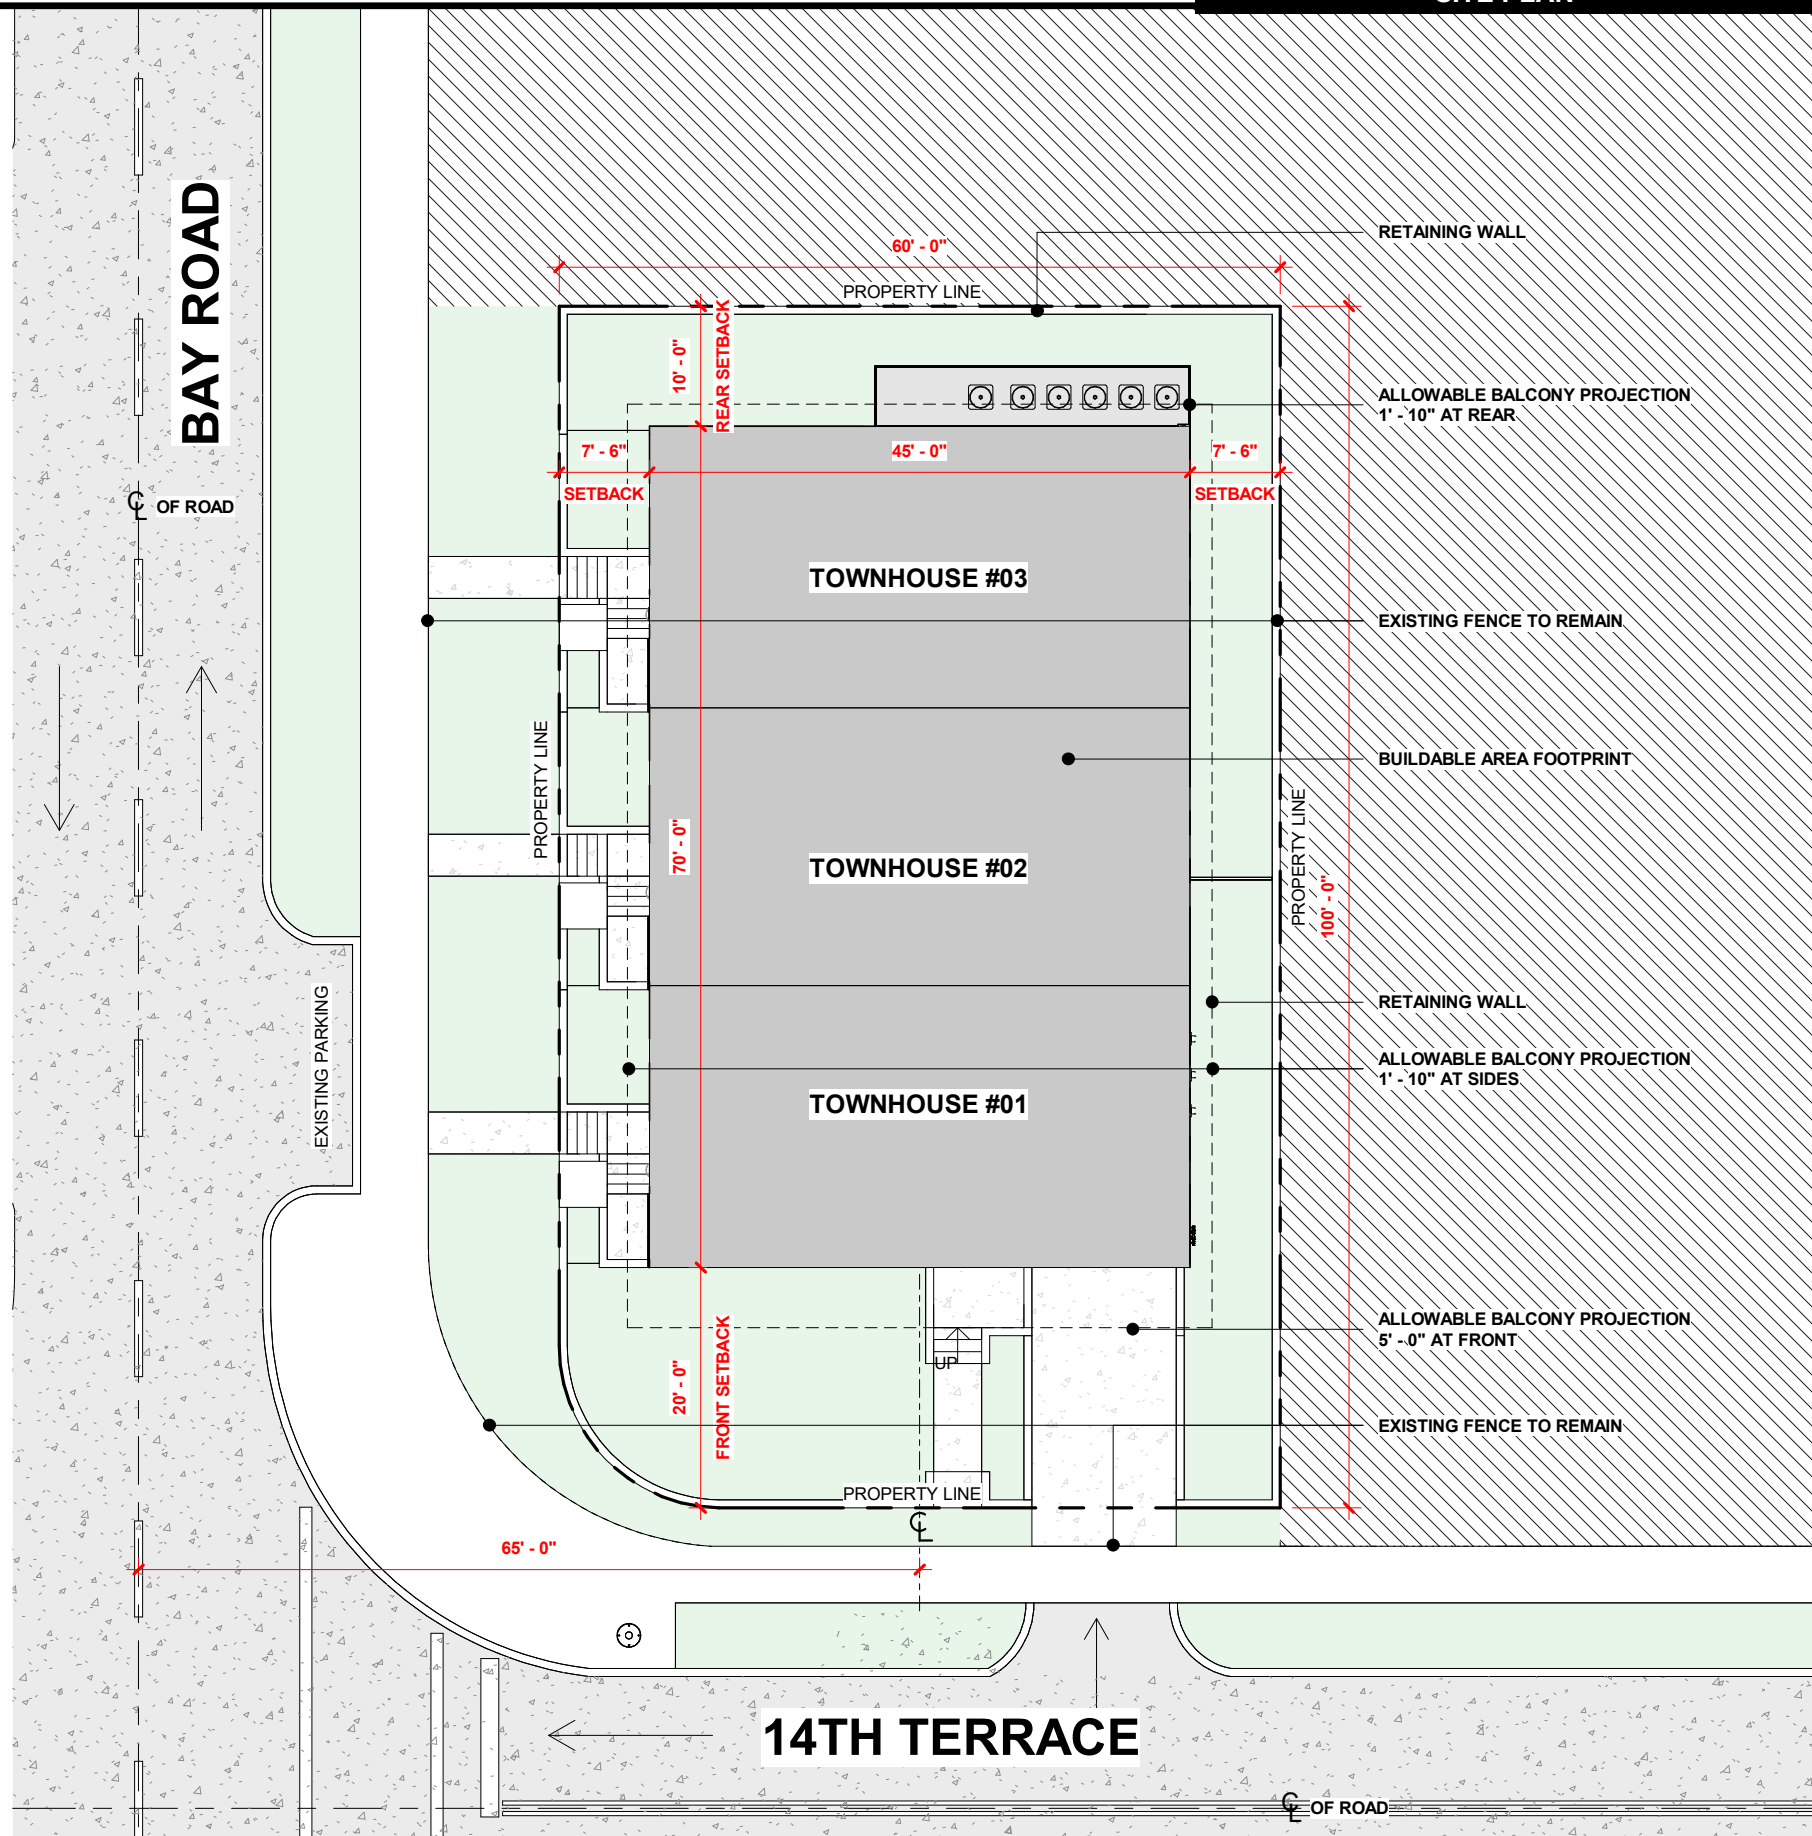 SITE PLAN
BAY ROAD
60' - 0"
RETAINING WALL
PROPERTY LINE
10' - 0"
REAR SETBACK
ALLOWABLE BALCONY PROJECTION
1' - 10" AT REAR
7' - 6"
45' - 0"
7' - 6"
SETBACK
SETBACK
℄ OF ROAD
TOWNHOUSE #03
EXISTING FENCE TO REMAIN
PROPERTY LINE
BUILDABLE AREA FOOTPRINT
70' - 0"
TOWNHOUSE #02
PROPERTY LINE
100' - 0"
EXISTING PARKING
RETAINING WALL
ALLOWABLE BALCONY PROJECTION
1' - 10" AT SIDES
TOWNHOUSE #01
ALLOWABLE BALCONY PROJECTION
5' - 0" AT FRONT
UP
20' - 0"
FRONT SETBACK
EXISTING FENCE TO REMAIN
PROPERTY LINE
℄
65' - 0"
14TH TERRACE
℄ OF ROAD